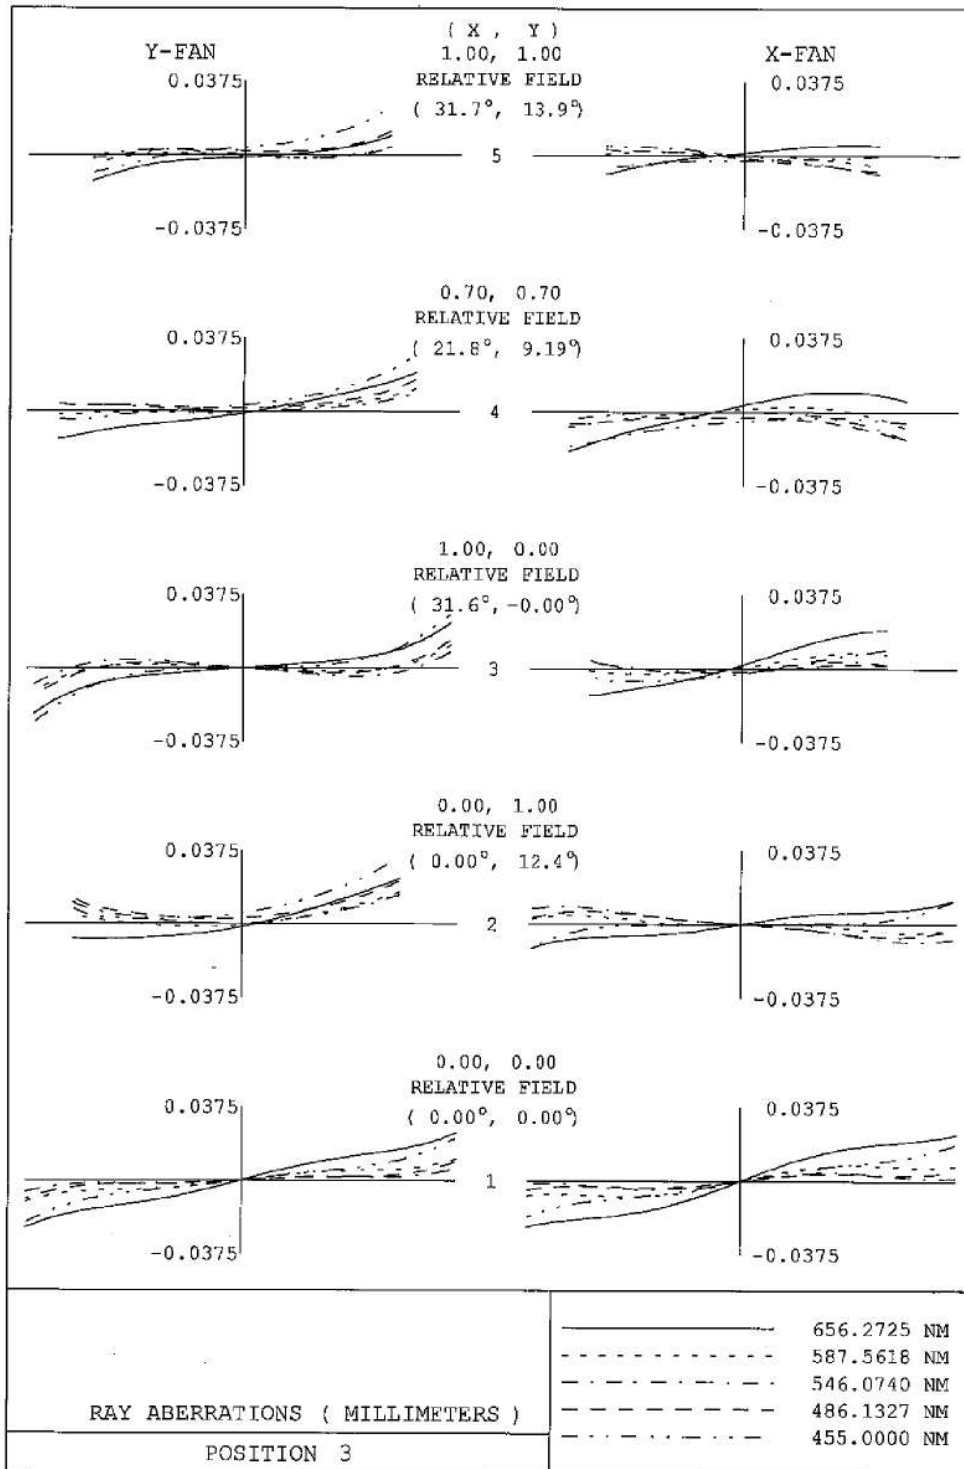 ( X , Y )
Y-FAN 1.00, 1.00 X-FAN
0.0375 RELATIVE FIELD 0.0375
( 31.7°, 13.9°)
5
-0.0375 -0.0375
0.70, 0.70
RELATIVE FIELD
0.0375 ( 21.8°, 9.19°) 0.0375
4
-0.0375 -0.0375
1.00, 0.00
RELATIVE FIELD
0.0375 ( 31.6°,-0.00°) 0.0375
3
-0.0375 -0.0375
0.00, 1.00
RELATIVE FIELD
0.0375 ( 0.00°, 12.4°) 0.0375
2
-0.0375 -0.0375
0.00, 0.00
RELATIVE FIELD
0.0375 ( 0.00°, 0.00°) 0.0375
1
-0.0375 -0.0375
656.2725 NM
587.5618 NM
546.0740 NM
486.1327 NM
455.0000 NM
RAY ABERRATIONS ( MILLIMETERS )
POSITION 3